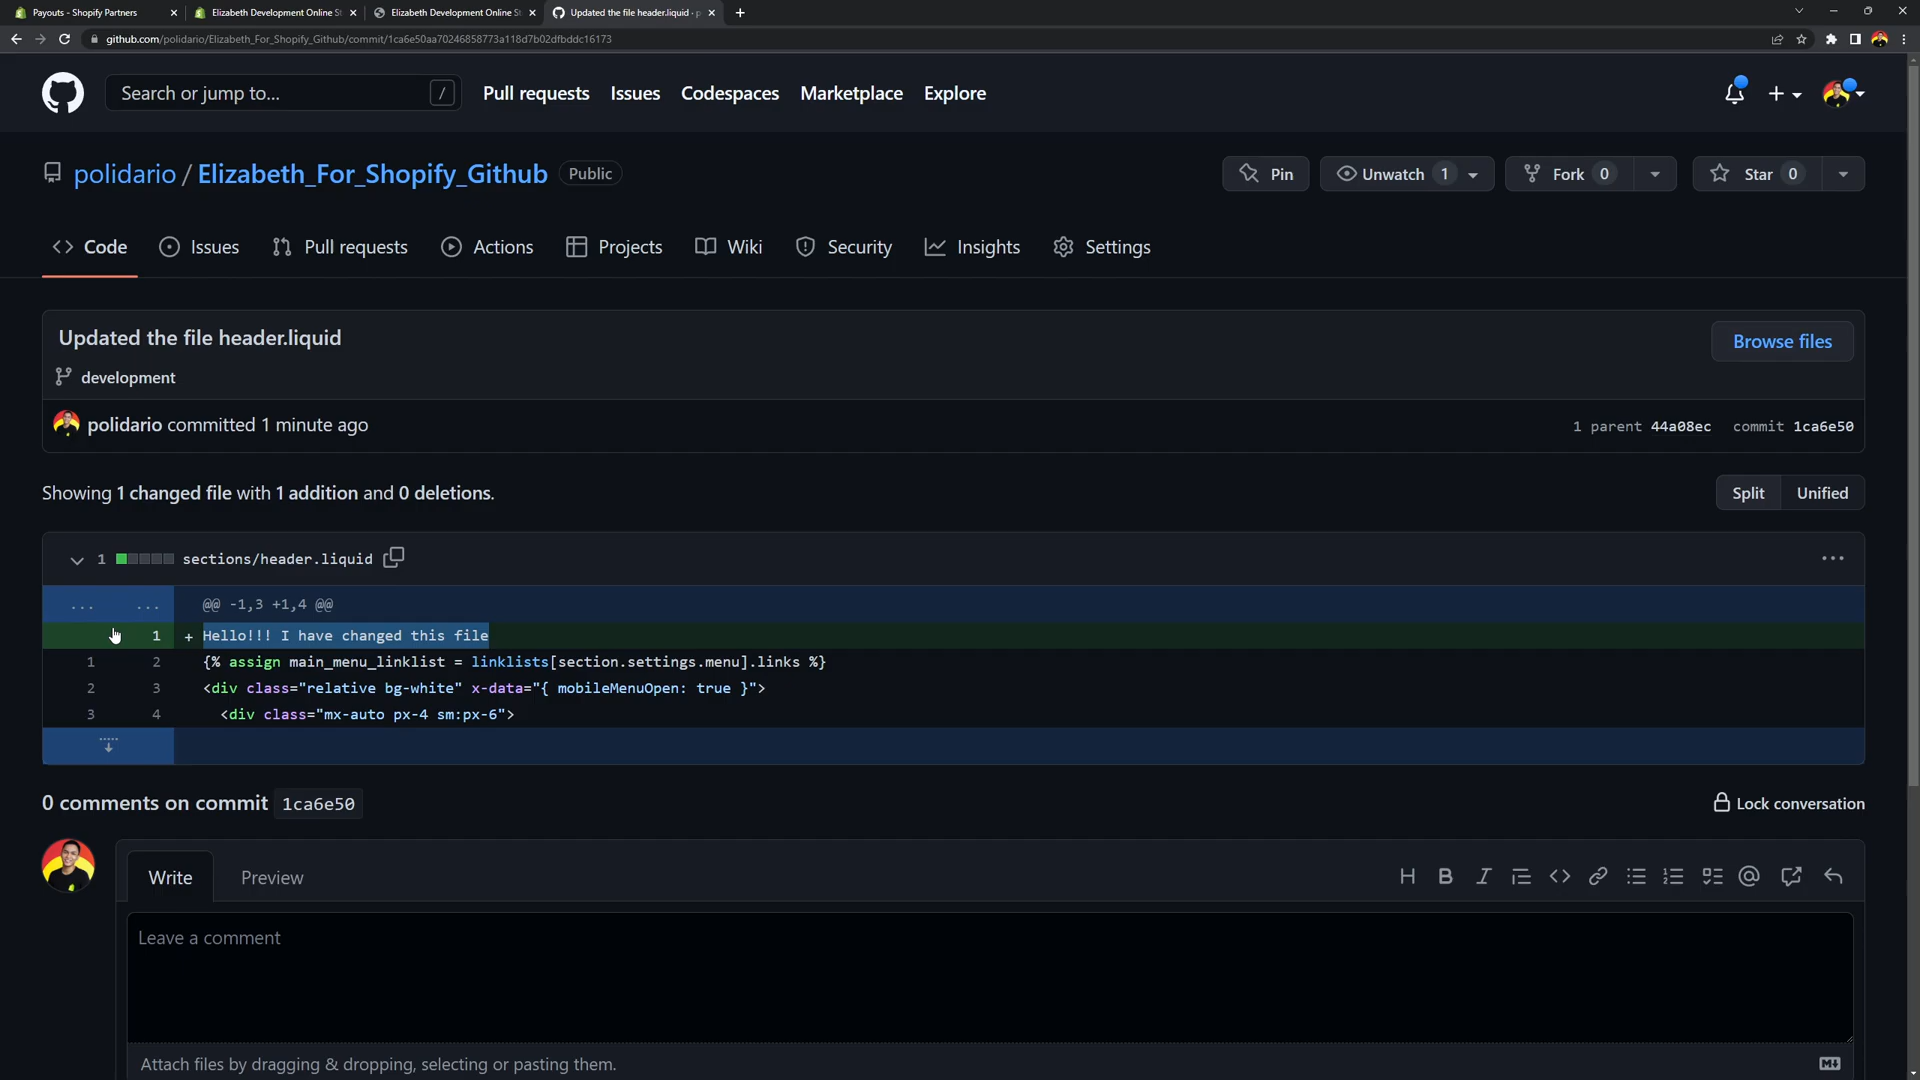 Payouts - Shopify Partners
Elizabeth Development Online St
Elizabeth Development Online St
Updated the file header.liquid · p
github.com/polidario/Elizabeth_For_Shopify_Github/commit/1ca6e50aa70246858773a118d7b02dfbddc16173
Search or jump to... /
Pull requests Issues Codespaces Marketplace Explore
polidario / Elizabeth_For_Shopify_Github Public
Pin Unwatch 1 Fork 0 Star 0
Code Issues Pull requests Actions Projects Wiki Security Insights Settings
Updated the file header.liquid
Browse files
development
polidario committed 1 minute ago
1 parent 44a08ec commit 1ca6e50
Showing 1 changed file with 1 addition and 0 deletions.
Split Unified
1 sections/header.liquid
... ... @@ -1,3 +1,4 @@
1 + Hello!!! I have changed this file
1 2 {% assign main_menu_linklist = linklists[section.settings.menu].links %}
2 3 <div class="relative bg-white" x-data="{ mobileMenuOpen: true }">
3 4 <div class="mx-auto px-4 sm:px-6">
0 comments on commit 1ca6e50
Lock conversation
Write Preview
Leave a comment
Attach files by dragging & dropping, selecting or pasting them.